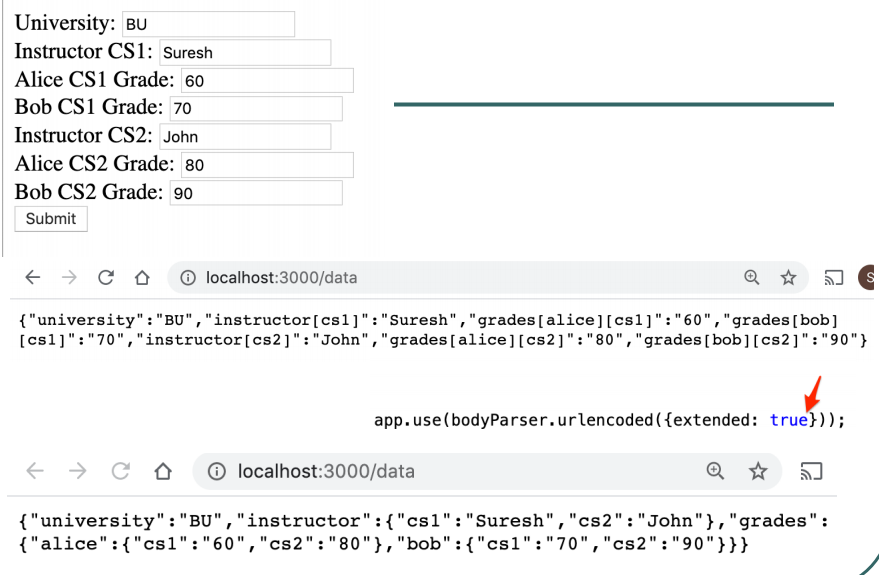 University: BU
Instructor CS1: Suresh
Alice CS1 Grade: 60
Bob CS1 Grade: 70
Instructor CS2: John
Alice CS2 Grade: 80
Bob CS2 Grade: 90
Submit
localhost:3000/data
S
{"university":"BU","instructor[cs1]":"Suresh","grades[alice][cs1]":"60","grades[bob]
[cs1]":"70","instructor[cs2]":"John","grades[alice][cs2]":"80","grades[bob][cs2]":"90"}
app.use(bodyParser.urlencoded({extended: true}));
localhost:3000/data
{"university":"BU","instructor":{"cs1":"Suresh","cs2":"John"},"grades":
{"alice":{"cs1":"60","cs2":"80"},"bob":{"cs1":"70","cs2":"90"}}}